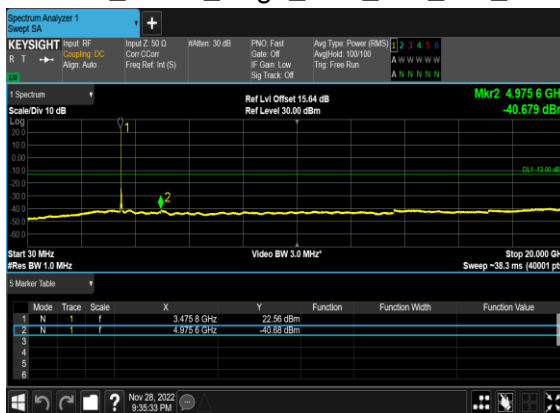 Spectrum Analyzer 1
Swept SA
+
KEYSIGHT Input: RF Input Z: 50 Ω #Atten: 30 dB PNO: Fast Avg Type: Power (RMS) 1 2 3 4 5 6
R T Coupling: DC Corr CCorr Gate: Off Avg|Hold: 100/100 A W W W W W
Align: Auto Freq Ref: Int (S) IF Gain: Low Trig: Free Run
LU Sig Track: Off A N N N N N
1 Spectrum Mkr2 4.975 6 GH
Scale/Div 10 dB Ref Lvl Offset 15.64 dB -40.679 dBr
Log Ref Level 30.00 dBm
20.0 1
10.0
0.00
-10.0 DL1 -13.00 dB
-20.0
-30.0 2
-40.0
-50.0
-60.0
Start 30 MHz Video BW 3.0 MHz* Stop 20.000 GH
#Res BW 1.0 MHz Sweep ~38.3 ms (40001 pt
5 Marker Table
Mode Trace Scale X Y Function Function Width Function Value
1 N 1 f 3.475 8 GHz 22.56 dBm
2 N 1 f 4.975 6 GHz -40.68 dBm
3
4
5
6
? Nov 28, 2022
9:35:33 PM